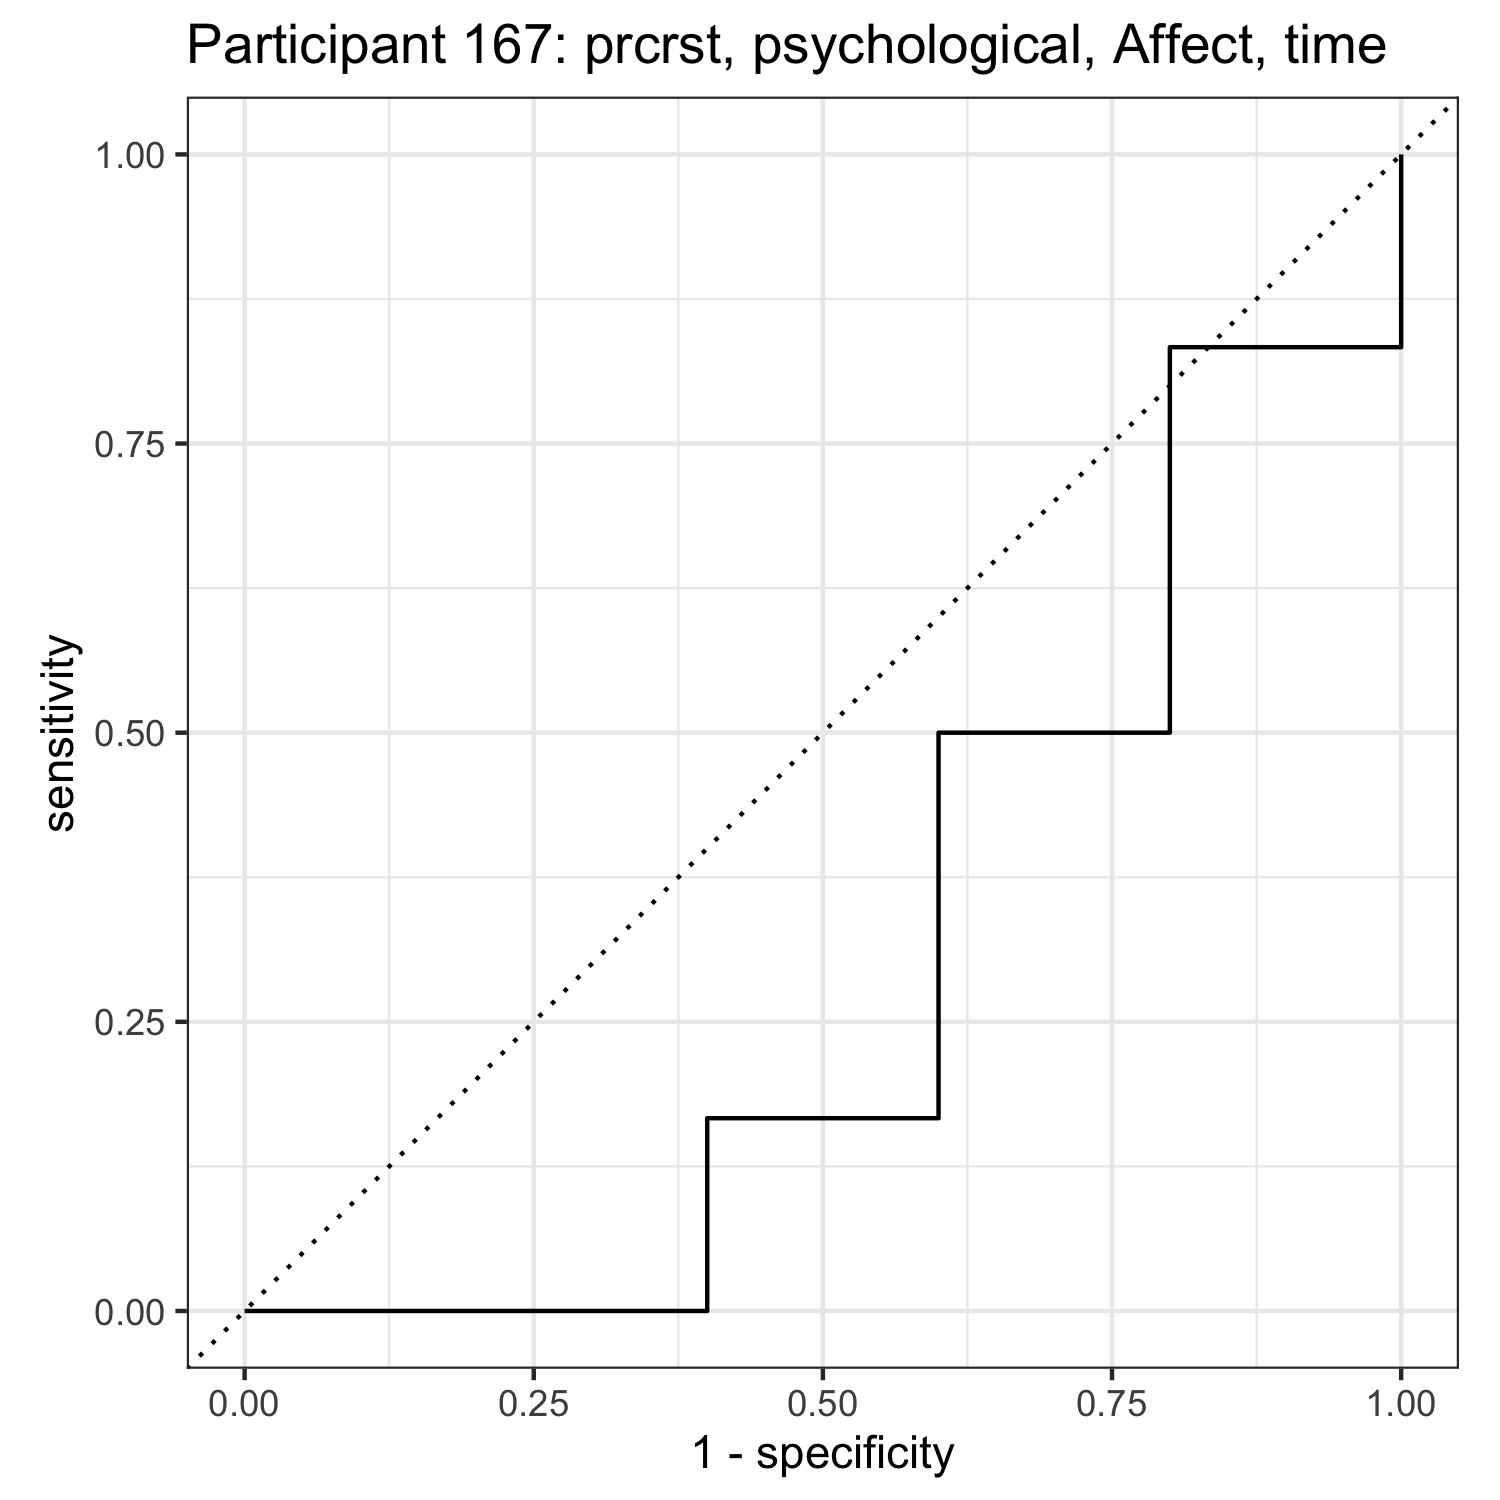 Participant 167: prcrst, psychological, Affect, time
1.00
0.75
0.50
0.25
0.00
sensitivity
0.00 0.25 0.50 0.75 1.00
1 - specificity